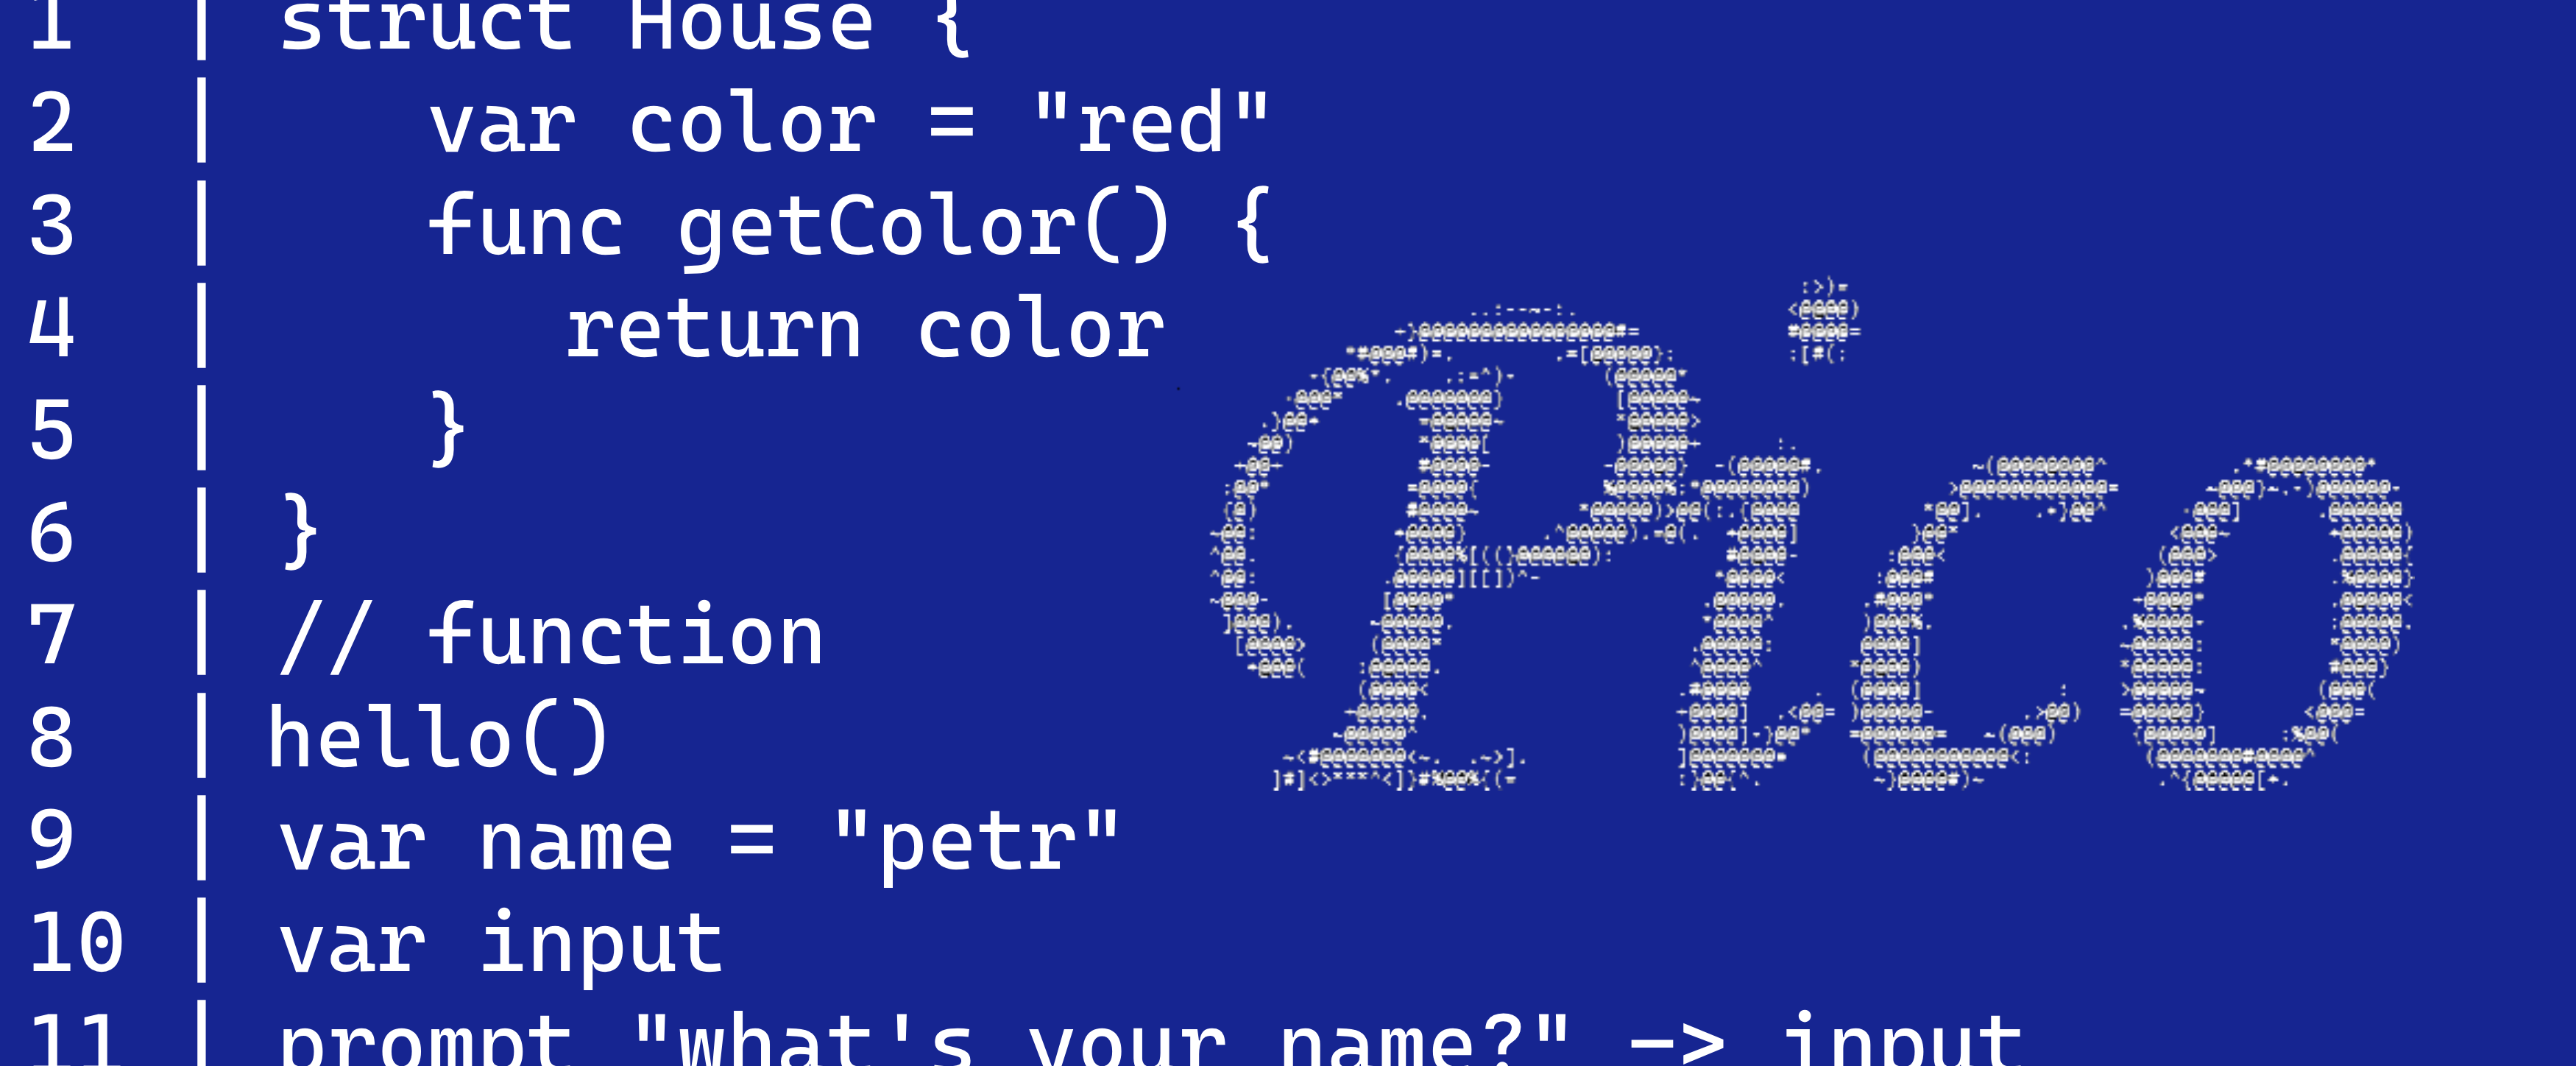 1 | struct House {
2 | var color = "red"
3 | func getColor() {
4 | return color
5 | }
6 | }
7 | // function
8 | hello()
9 | var name = "petr"
10 | var input
11 | prompt "what's your name?" -> input
Pico